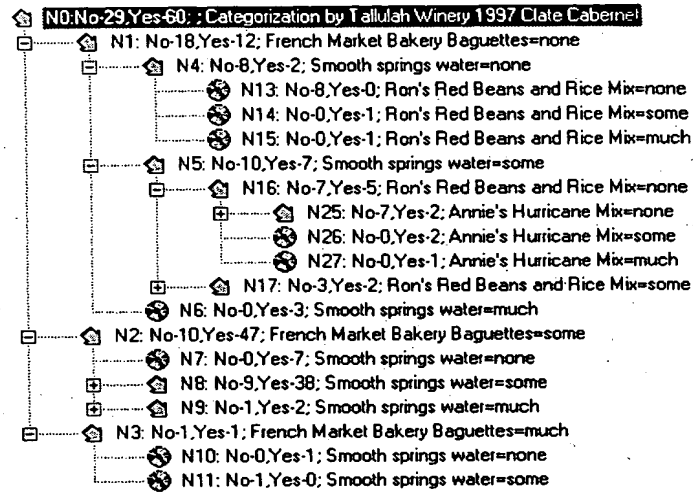 N0:No-29,Yes-60; ;Categorization by Tallulah Winery 1997 Clate Cabernet
N1: No-18,Yes-12; French Market Bakery Baguettes=none
N4: No-8,Yes-2; Smooth springs water=none
N13: No-8,Yes-0; Ron's Red Beans and Rice Mix=none
N14: No-0,Yes-1; Ron's Red Beans and Rice Mix=some
N15: No-0,Yes-1; Ron's Red Beans and Rice Mix=much
N5: No-10,Yes-7; Smooth springs water=some
N16: No-7,Yes-5; Ron's Red Beans and Rice Mix=none
N25: No-7,Yes-2; Annie's Hurricane Mix=none
N26: No-0,Yes-2; Annie's Hurricane Mix=some
N27: No-0,Yes-1; Annie's Hurricane Mix=much
N17: No-3,Yes-2; Ron's Red Beans and Rice Mix=some
N6: No-0,Yes-3; Smooth springs water=much
N2: No-10,Yes-47; French Market Bakery Baguettes=some
N7: No-0,Yes-7; Smooth springs water=none
N8: No-9,Yes-38; Smooth springs water=some
N9: No-1,Yes-2; Smooth springs water=much
N3: No-1,Yes-1; French Market Bakery Baguettes=much
N10: No-0,Yes-1; Smooth springs water=none
N11: No-1,Yes-0; Smooth springs water=some